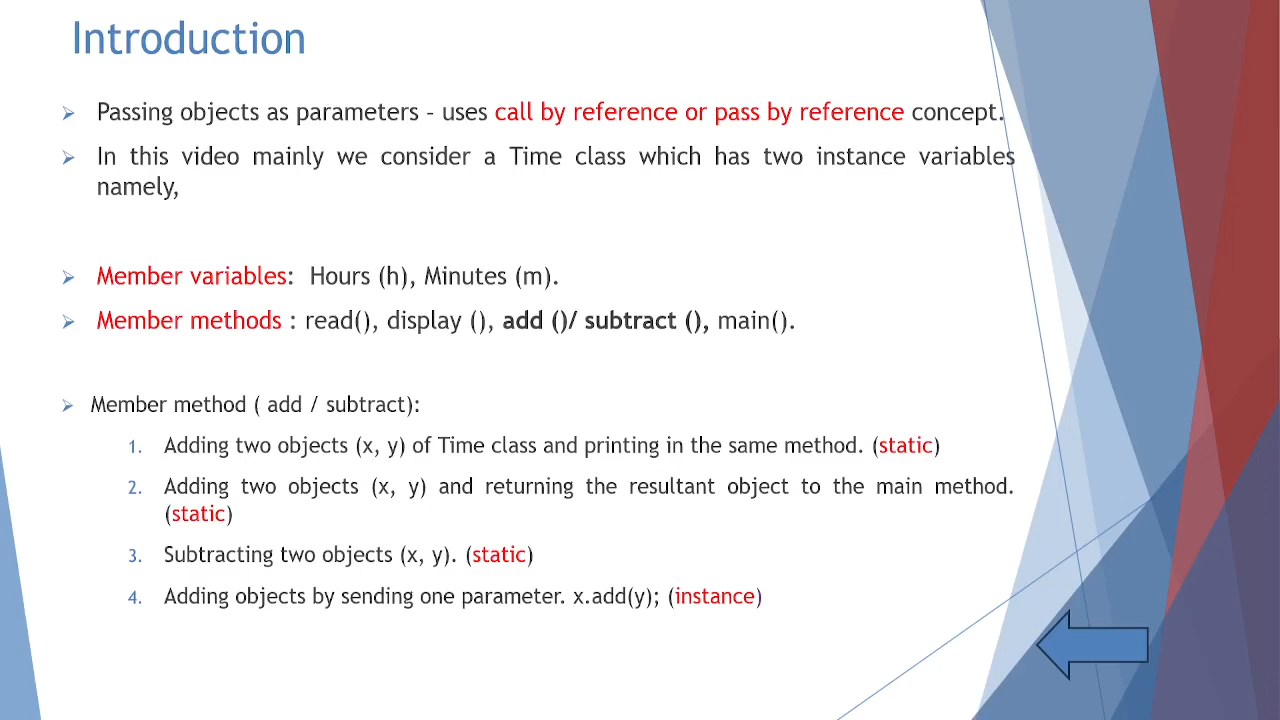 Introduction
Passing objects as parameters – uses call by reference or pass by reference concept.
In this video mainly we consider a Time class which has two instance variables
namely,
Member variables: Hours (h), Minutes (m).
Member methods : read(), display (), add ()/ subtract (), main().
Member method ( add / subtract):
1. Adding two objects (x, y) of Time class and printing in the same method. (static)
2. Adding two objects (x, y) and returning the resultant object to the main method.
(static)
3. Subtracting two objects (x, y). (static)
4. Adding objects by sending one parameter. x.add(y); (instance)